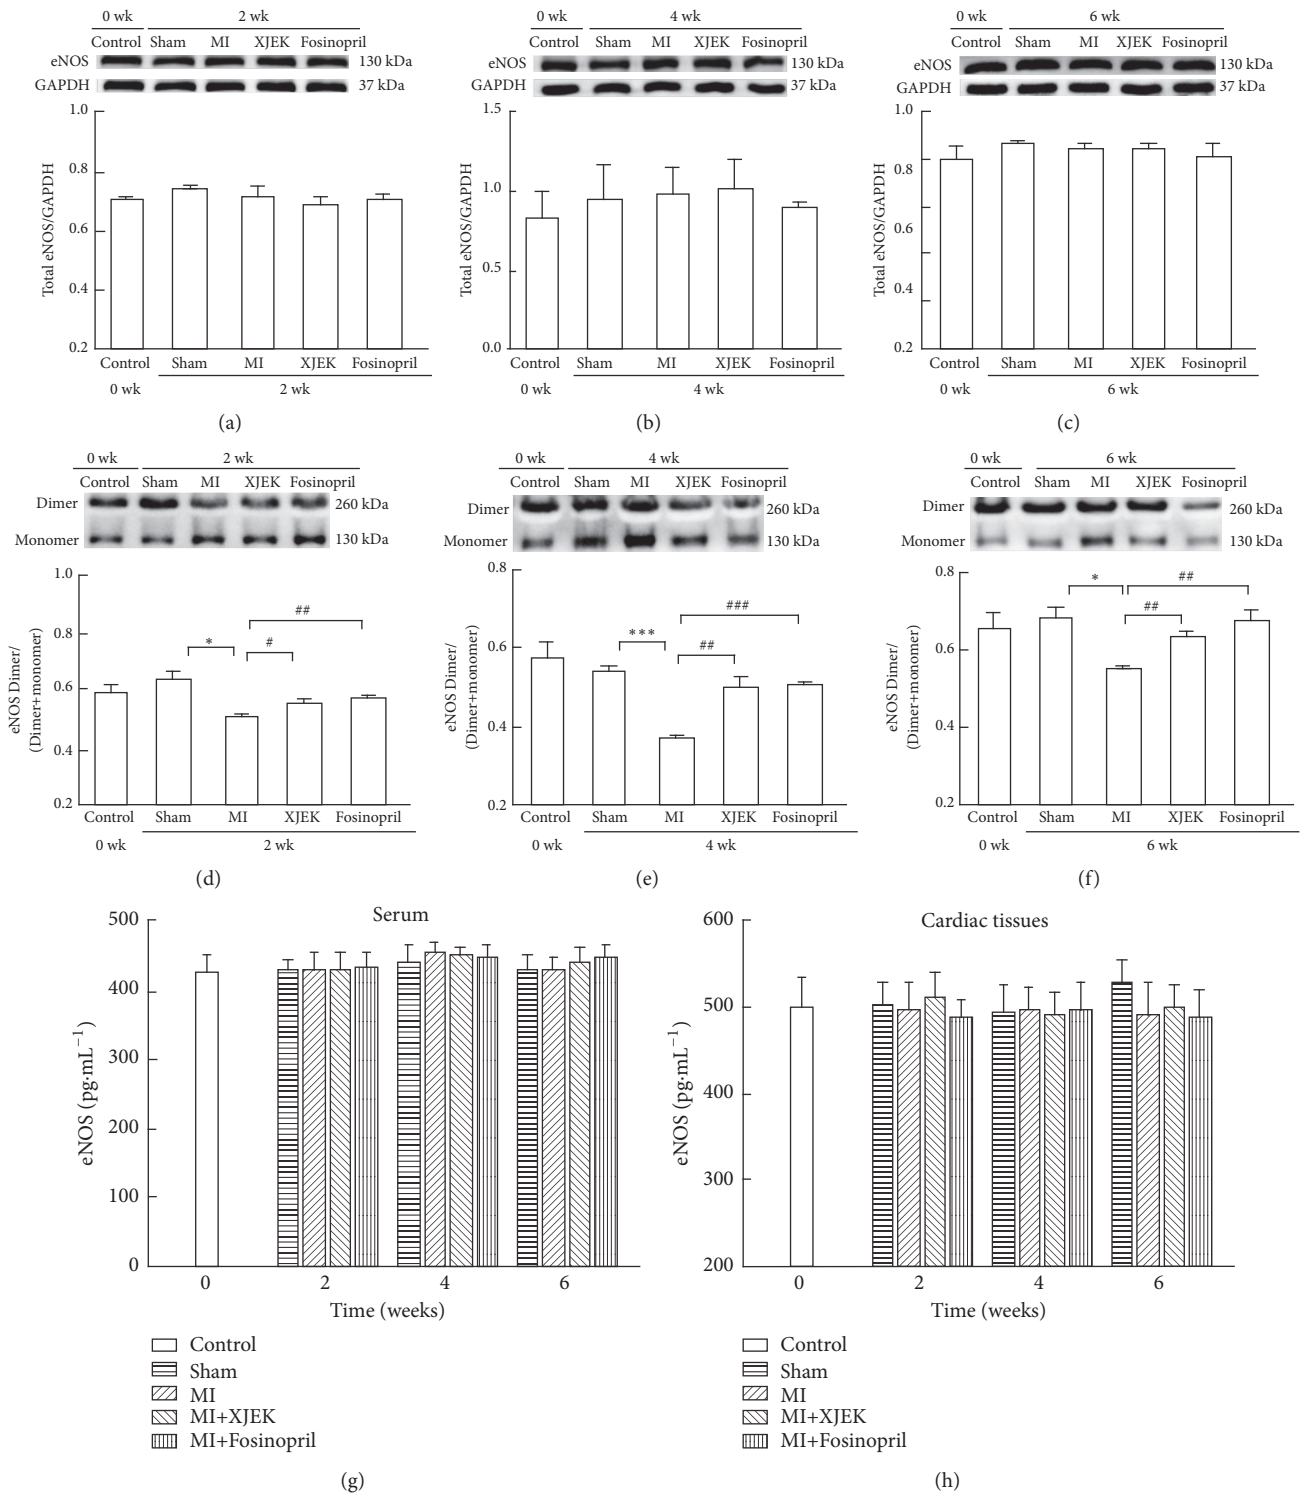 0 wk 2 wk
Control Sham MI XJEK Fosinopril
eNOS 130 kDa
GAPDH 37 kDa
1.0
0.8
0.6
0.4
0.2
Total eNOS/GAPDH
Control Sham MI XJEK Fosinopril
0 wk 2 wk
(a)
0 wk 4 wk
Control Sham MI XJEK Fosinopril
eNOS 130 kDa
GAPDH 37 kDa
1.5
1.0
0.5
0.0
Total eNOS/GAPDH
Control Sham MI XJEK Fosinopril
0 wk 4 wk
(b)
0 wk 6 wk
Control Sham MI XJEK Fosinopril
eNOS 130 kDa
GAPDH 37 kDa
1.0
0.8
0.6
0.4
0.2
Total eNOS/GAPDH
Control Sham MI XJEK Fosinopril
0 wk 6 wk
(c)
0 wk 2 wk
Control Sham MI XJEK Fosinopril
Dimer 260 kDa
Monomer 130 kDa
1.0
0.8
0.6
0.4
0.2
eNOS Dimer/
(Dimer+monomer)
##
* #
Control Sham MI XJEK Fosinopril
0 wk 2 wk
(d)
0 wk 4 wk
Control Sham MI XJEK Fosinopril
Dimer 260 kDa
Monomer 130 kDa
0.8
0.6
0.4
0.2
eNOS Dimer/
(Dimer+monomer)
###
*** ##
Control Sham MI XJEK Fosinopril
0 wk 4 wk
(e)
0 wk 6 wk
Control Sham MI XJEK Fosinopril
Dimer 260 kDa
Monomer 130 kDa
0.8
0.6
0.4
0.2
eNOS Dimer/
(Dimer+monomer)
* ##
##
Control Sham MI XJEK Fosinopril
0 wk 6 wk
(f)
Serum
500
400
300
200
100
0
eNOS (pg·mL−1)
0 2 4 6
Time (weeks)
Control
Sham
MI
MI+XJEK
MI+Fosinopril
(g)
Cardiac tissues
600
500
400
300
200
eNOS (pg·mL−1)
0 2 4 6
Time (weeks)
Control
Sham
MI
MI+XJEK
MI+Fosinopril
(h)